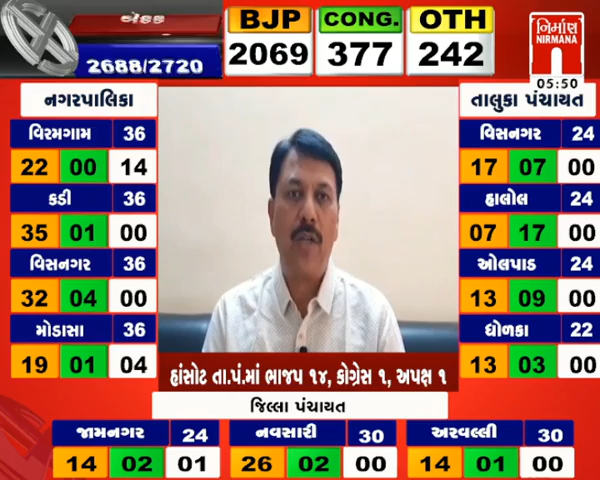 બેઠક
2688/2720
BJP
2069
CONG.
377
OTH
242
નિર્માણ
NIRMANA
05:50
નગરપાલિકા
વિરમગામ 36
22 00 14
કડી 36
35 01 00
વિસનગર 36
32 04 00
મોડાસા 36
19 01 04
તાલુકા પંચાયત
વિસનગર 24
17 07 00
હાલોલ 24
07 17 00
ઓલપાડ 24
13 09 00
ધોળકા 22
13 03 00
હાંસોટ તા.પં.માં ભાજપ ૧૪, કોંગ્રેસ ૧, અપક્ષ ૧
જિલ્લા પંચાયત
જામનગર 24
14 02 01
નવસારી 30
26 02 00
અરવલ્લી 30
14 01 00